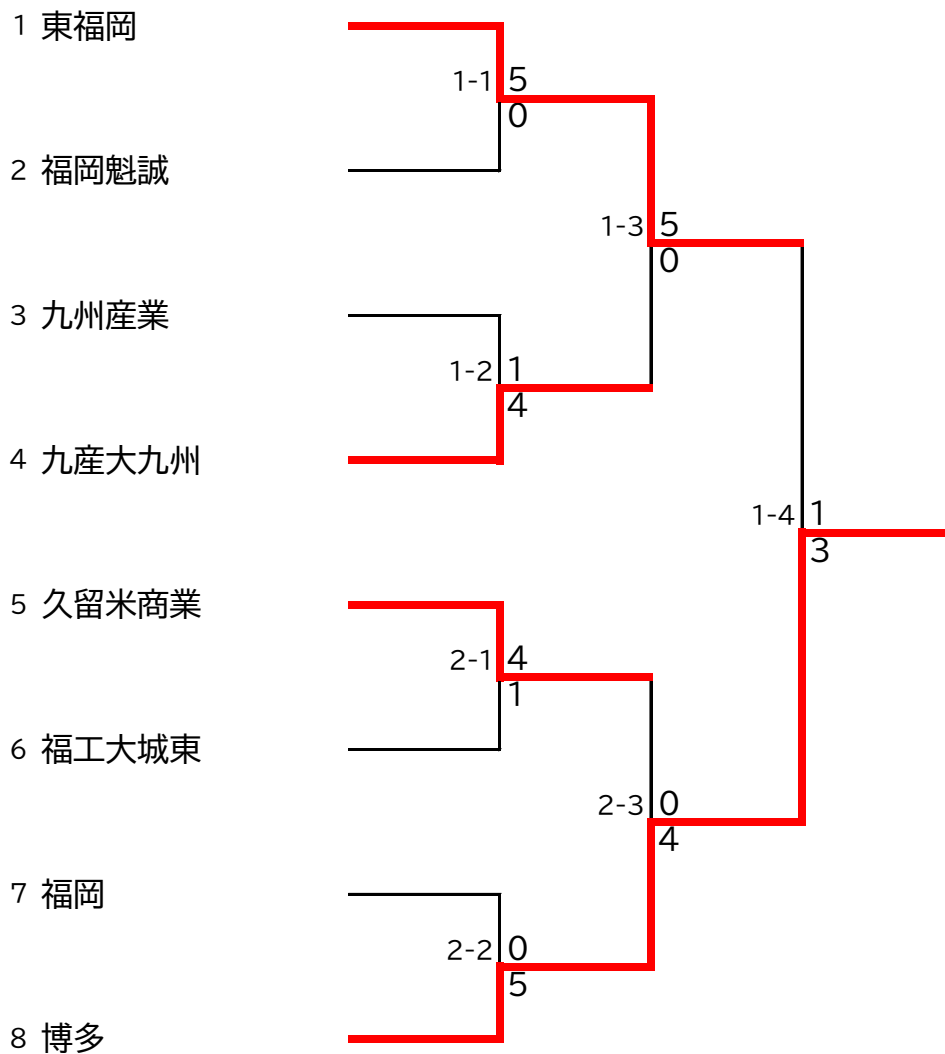 1 東福岡
1-1 5
0
2 福岡魁誠
1-3 5
0
3 九州産業
1-2 1
4
4 九産大九州
1-4 1
3
5 久留米商業
2-1 4
1
6 福工大城東
2-3 0
4
7 福岡
2-2 0
5
8 博多